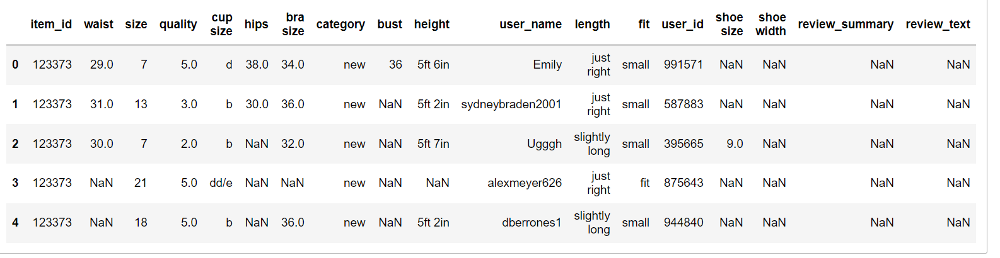 item_id waist size quality cup size hips bra size category bust height user_name length fit user_id shoe size shoe width review_summary review_text
0 123373 29.0 7 5.0 d 38.0 34.0 new 36 5ft 6in Emily just right small 991571 NaN NaN NaN NaN
1 123373 31.0 13 3.0 b 30.0 36.0 new NaN 5ft 2in sydneybraden2001 just right small 587883 NaN NaN NaN NaN
2 123373 30.0 7 2.0 b NaN 32.0 new NaN 5ft 7in Ugggh slightly long small 395665 9.0 NaN NaN NaN
3 123373 NaN 21 5.0 dd/e NaN NaN new NaN NaN alexmeyer626 just right fit 875643 NaN NaN NaN NaN
4 123373 NaN 18 5.0 b NaN 36.0 new NaN 5ft 2in dberrones1 slightly long small 944840 NaN NaN NaN NaN